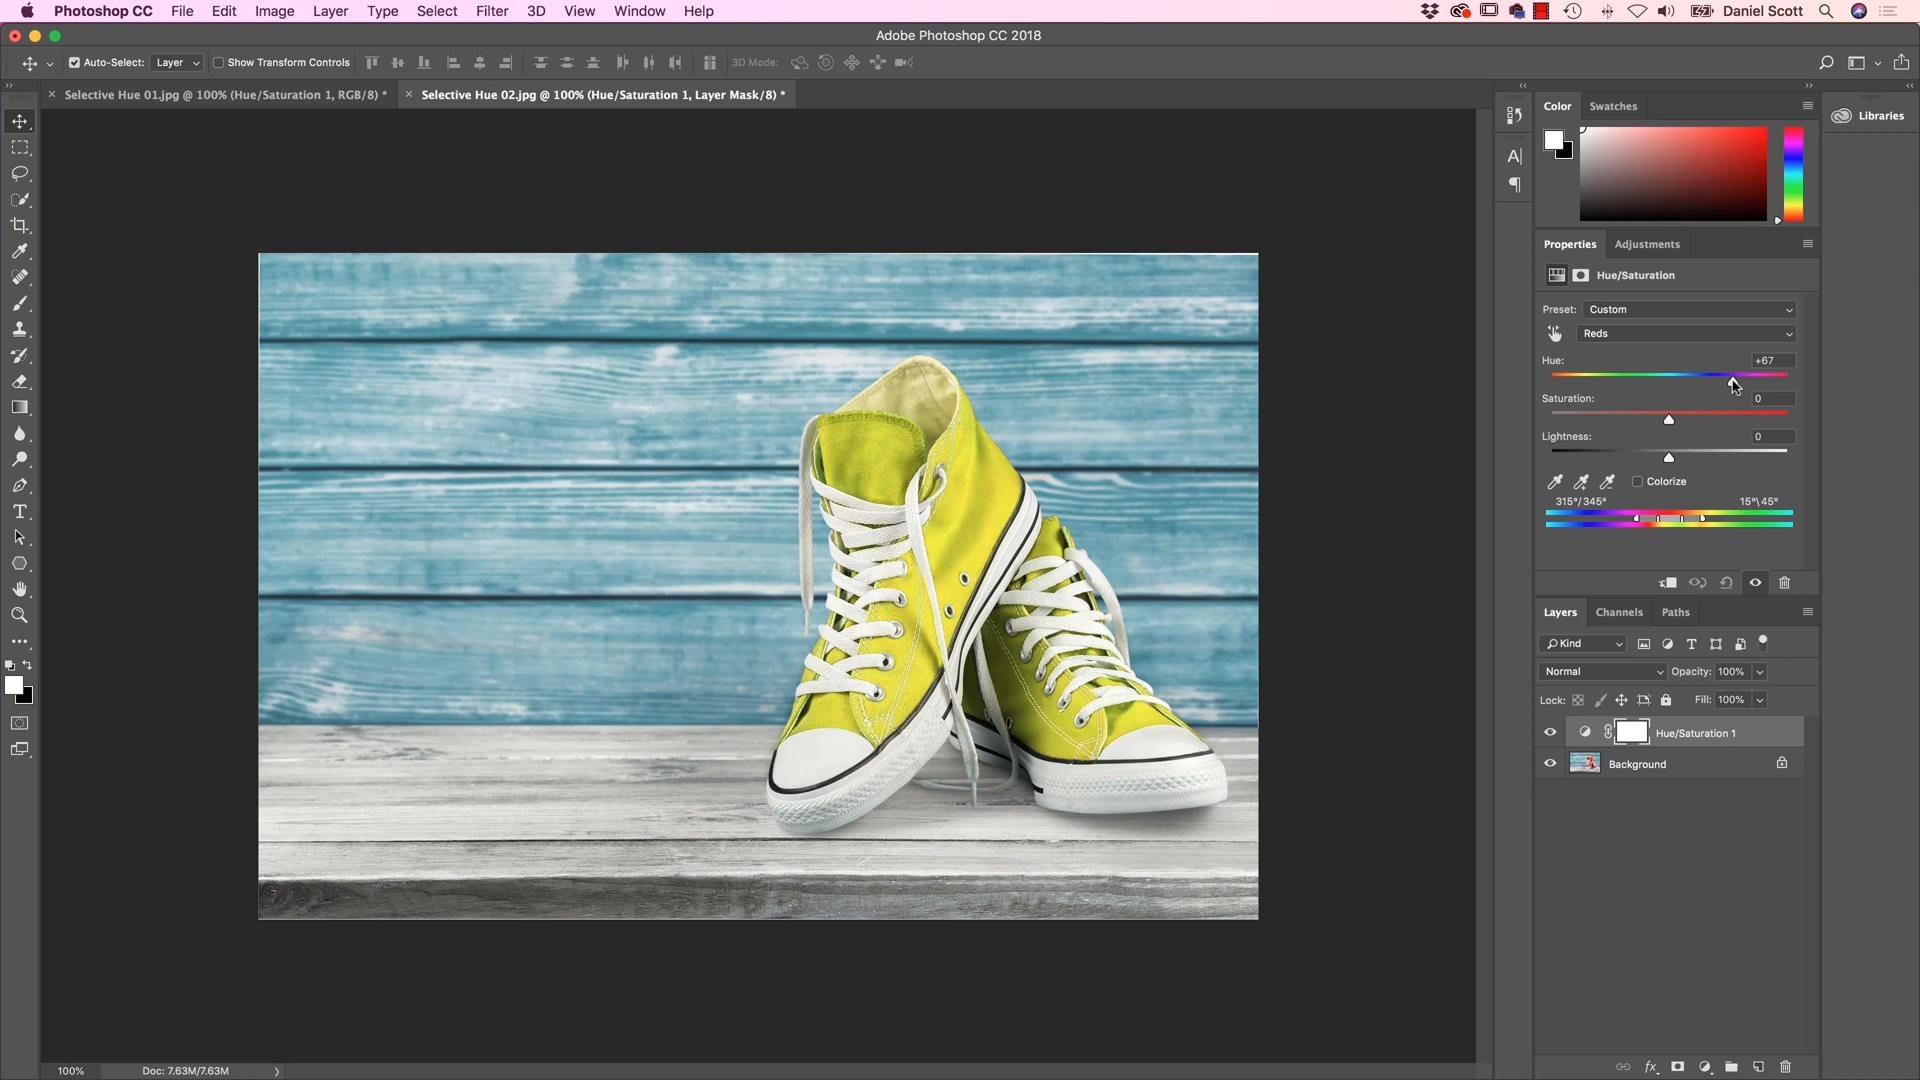 Photoshop CC File Edit Image Layer Type Select Filter 3D View Window Help Daniel Scott
Adobe Photoshop CC 2018
Auto-Select: Layer Show Transform Controls 3D Mode:
Selective Hue 01.jpg @ 100% (Hue/Saturation 1, RGB/8) *
Selective Hue 02.jpg @ 100% (Hue/Saturation 1, Layer Mask/8) *
Color Swatches
Libraries
Properties Adjustments
Hue/Saturation
Preset: Custom
Reds
Hue: +67
Saturation: 0
Lightness: 0
Colorize
315°/345° 15°\45°
Layers Channels Paths
Kind
Normal Opacity: 100%
Lock: Fill: 100%
Hue/Saturation 1
Background
100% Doc: 7.63M/7.63M